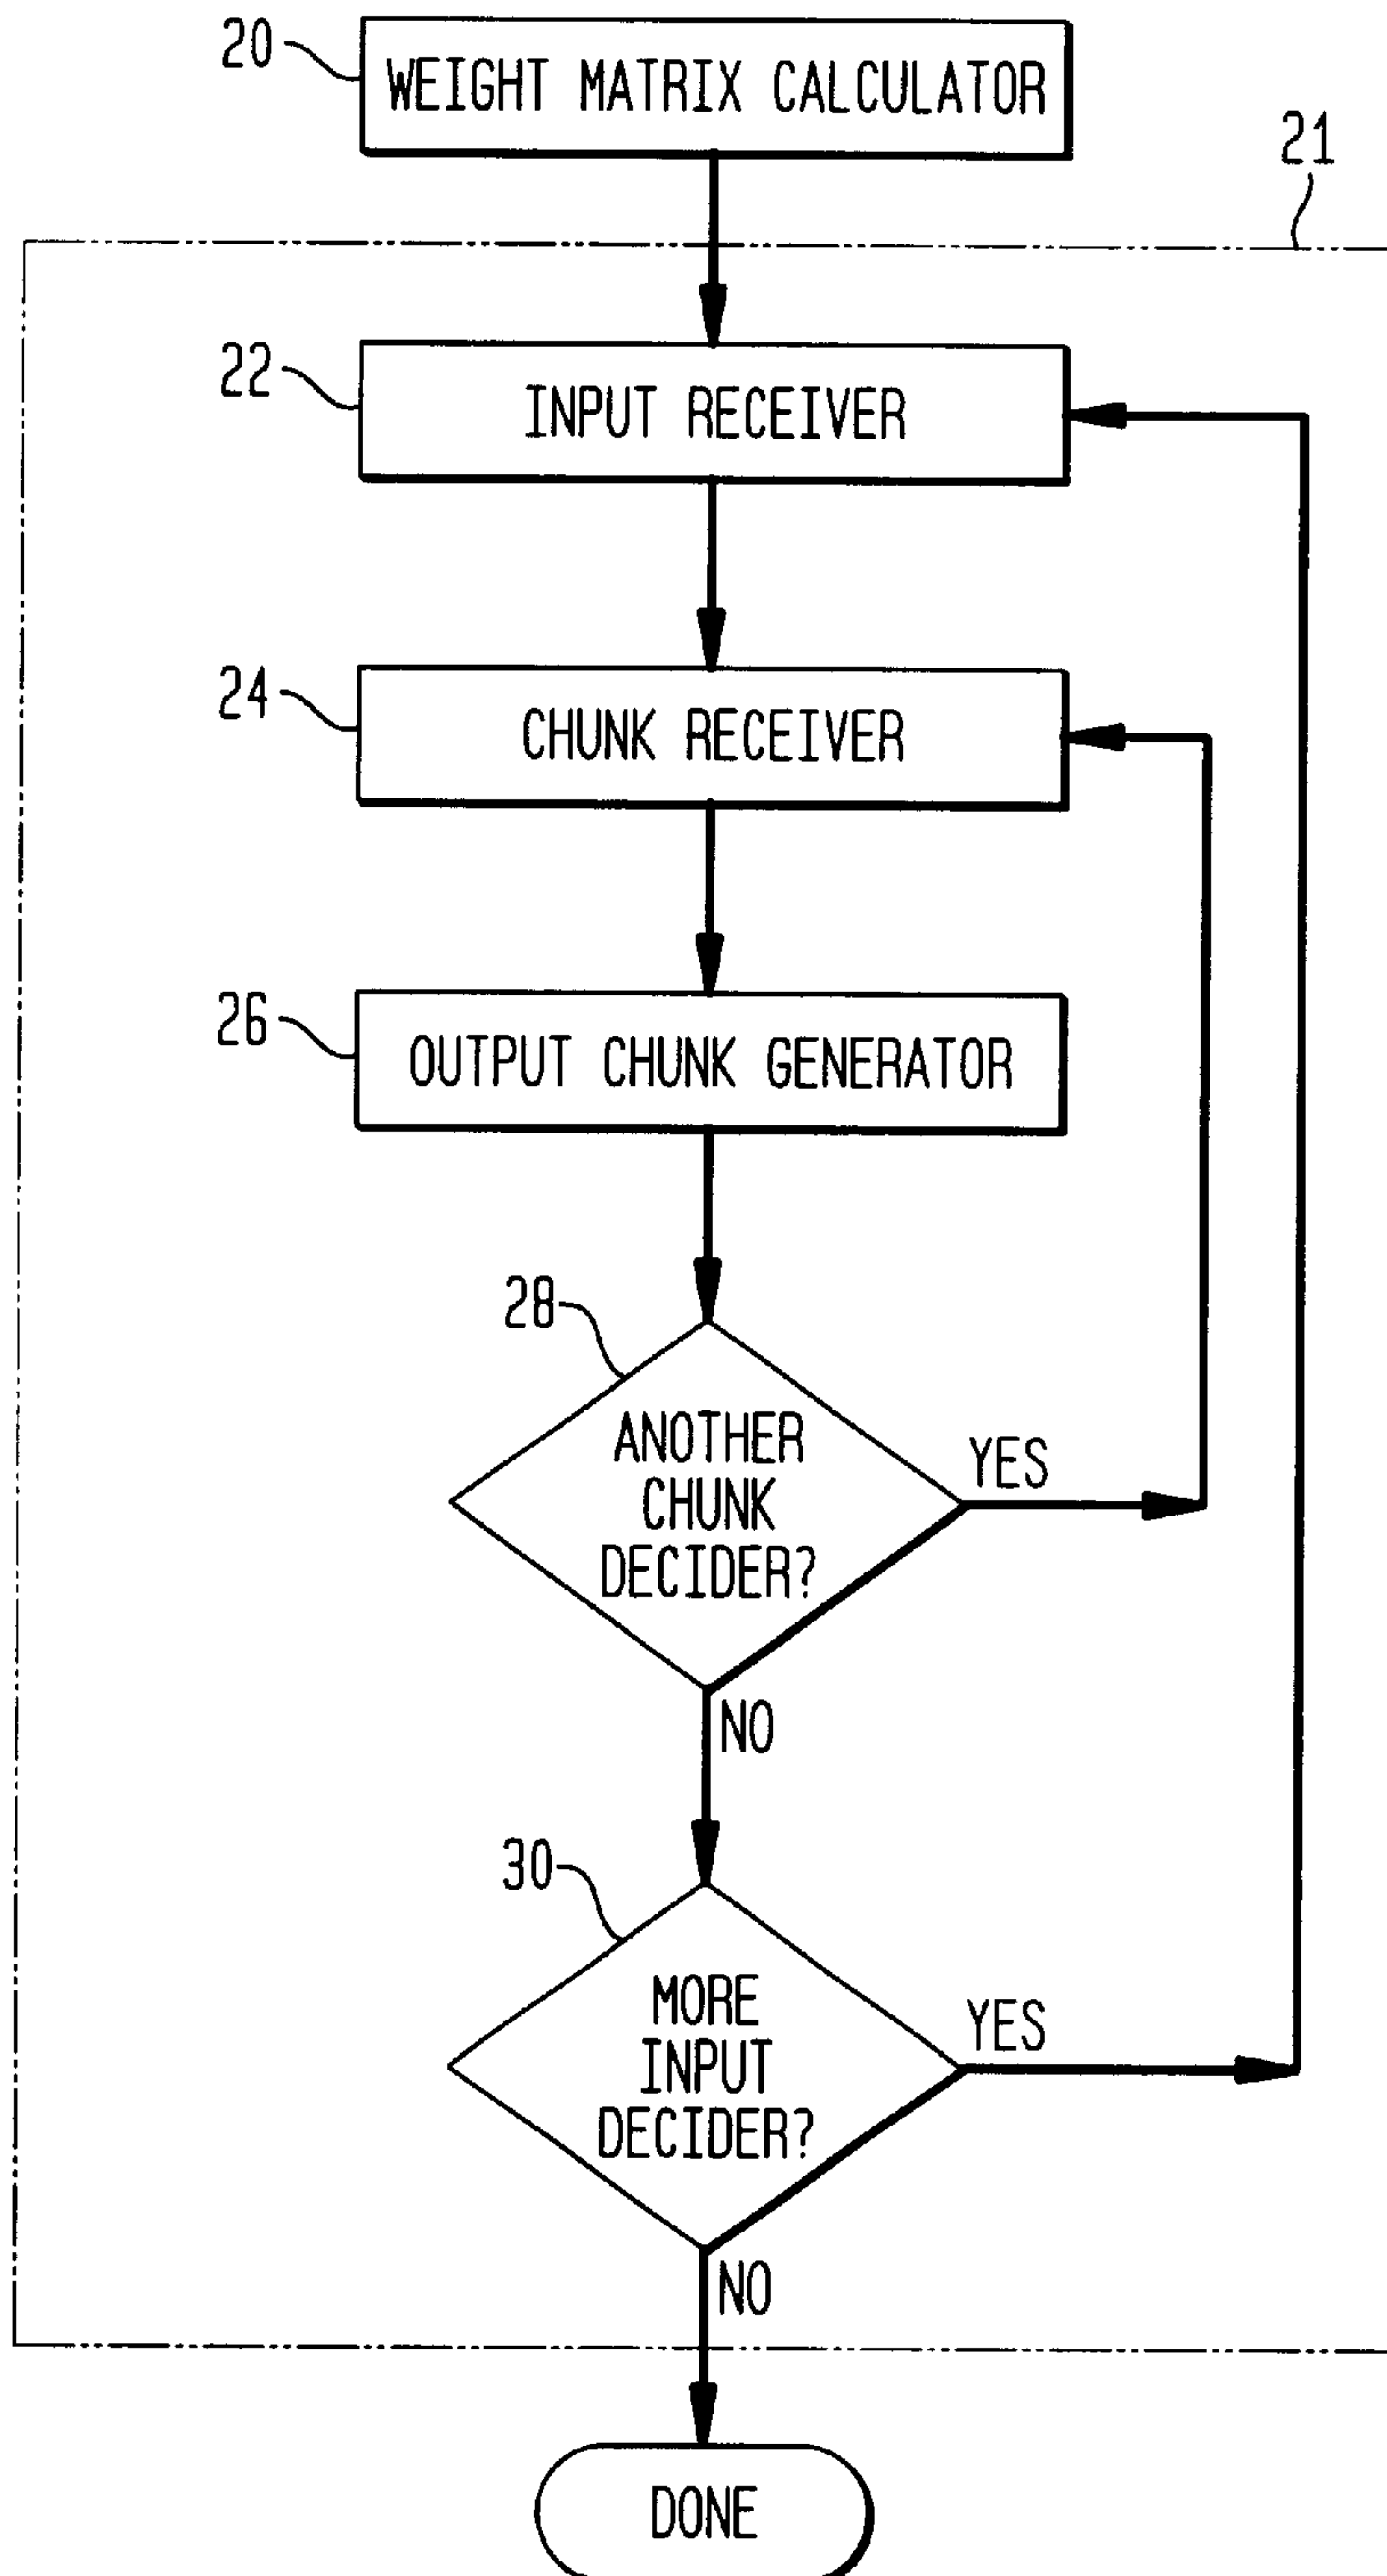 20
WEIGHT MATRIX CALCULATOR
21
22
INPUT RECEIVER
24
CHUNK RECEIVER
26
OUTPUT CHUNK GENERATOR
28
ANOTHER
CHUNK
DECIDER?
YES
NO
30
MORE
INPUT
DECIDER?
YES
NO
DONE